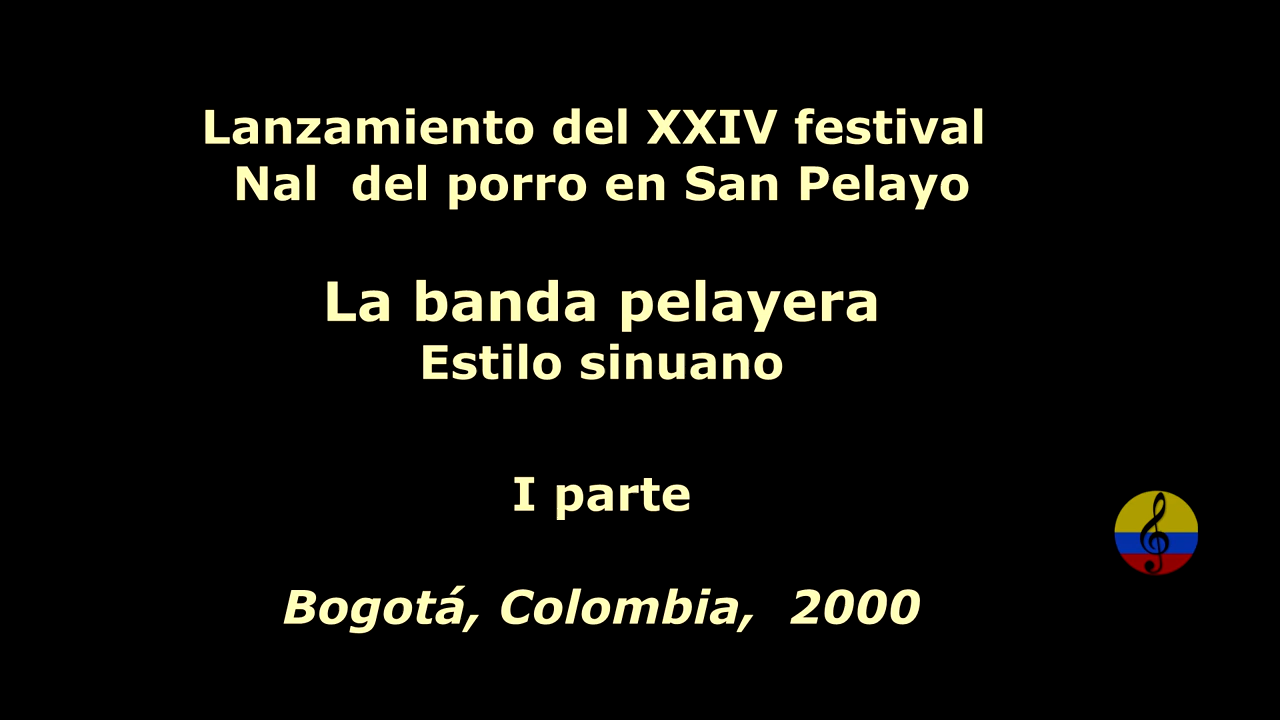 Lanzamiento del XXIV festival
Nal del porro en San Pelayo
La banda pelayera
Estilo sinuano
I parte
Bogotá, Colombia, 2000